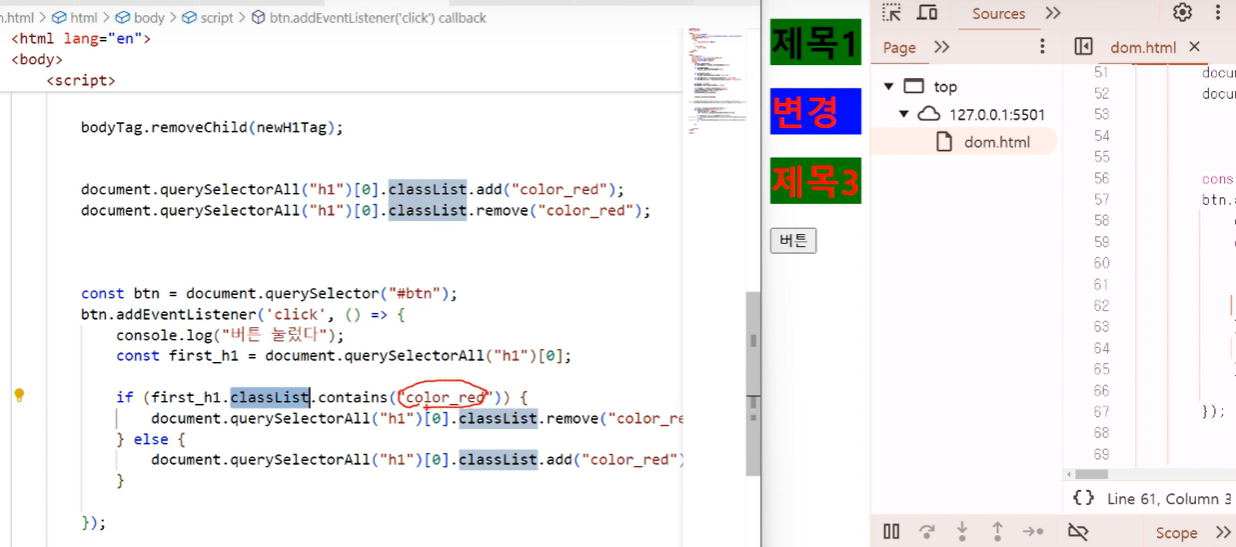 .html > html > body > script > btn.addEventListener('click') callback
<html lang="en">
<body>
<script>
bodyTag.removeChild(newH1Tag);
document.querySelectorAll("h1")[0].classList.add("color_red");
document.querySelectorAll("h1")[0].classList.remove("color_red");
const btn = document.querySelector("#btn");
btn.addEventListener('click', () => {
console.log("버튼 눌렀다");
const first_h1 = document.querySelectorAll("h1")[0];
if (first_h1.classList.contains("color_red")) {
document.querySelectorAll("h1")[0].classList.remove("color_re
} else {
document.querySelectorAll("h1")[0].classList.add("color_red")
}
});
제목1
변경
제목3
버튼
Sources >>
Page >>
top
127.0.0.1:5501
dom.html
dom.html ×
51 docu
52 docu
53
54
55
56 cons
57 btn.a
58
59
60
61
62
63
64
65
66
67 });
68
69
{} Line 61, Column 3
Scope >>